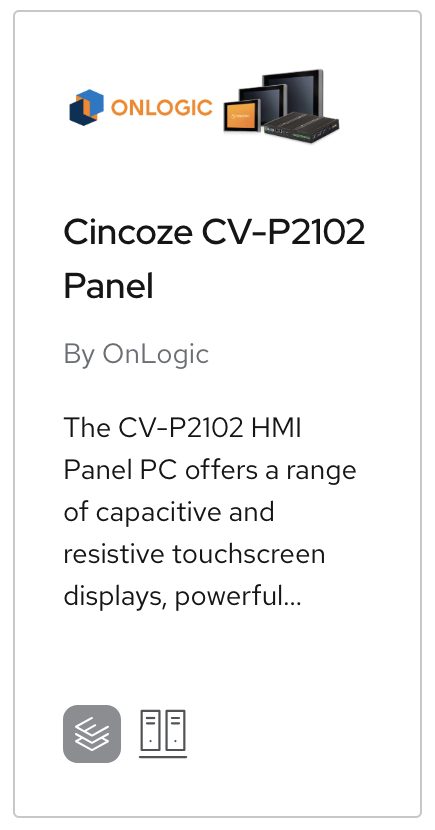 ONLOGIC
Cincoze CV-P2102
Panel
By OnLogic
The CV-P2102 HMI
Panel PC offers a range
of capacitive and
resistive touchscreen
displays, powerful...